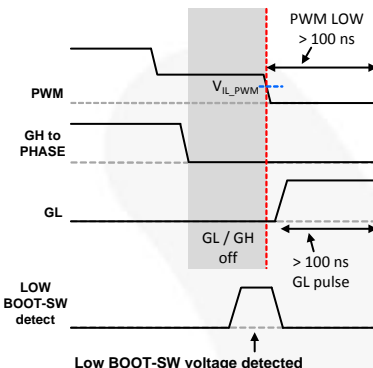 PWM LOW
> 100 ns
V_IL_PWM
PWM
GH to
PHASE
GL
GL / GH
off
> 100 ns
GL pulse
LOW
BOOT-SW
detect
Low BOOT-SW voltage detected